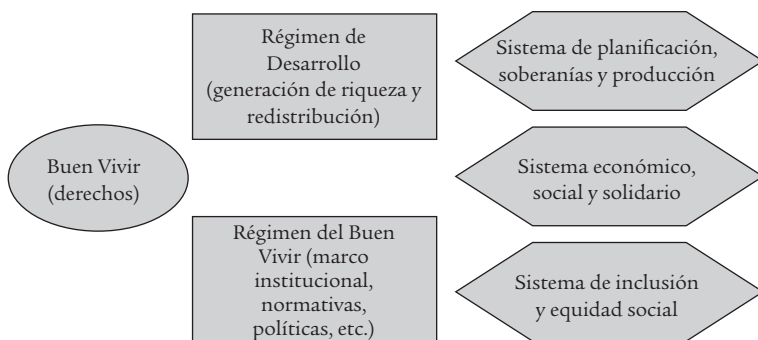 Buen Vivir
(derechos)
Régimen de
Desarrollo
(generación de riqueza y
redistribución)
Régimen del Buen
Vivir (marco
institucional,
normativas,
políticas, etc.)
Sistema de planificación,
soberanías y producción
Sistema económico,
social y solidario
Sistema de inclusión
y equidad social